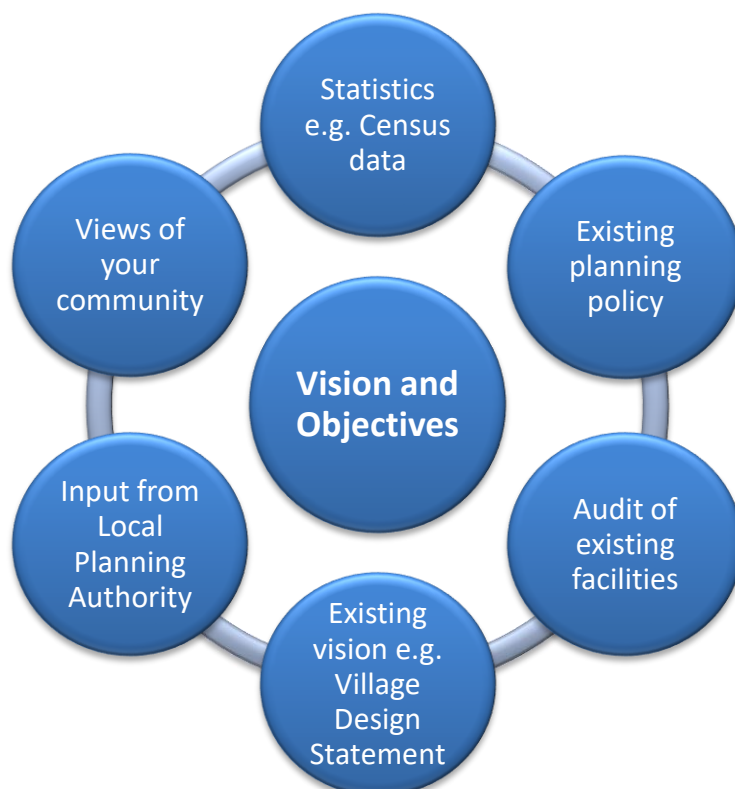 Statistics
e.g. Census
data
Views of
your
community
Existing
planning
policy
Vision and
Objectives
Input from
Local
Planning
Authority
Audit of
existing
facilities
Existing
vision e.g.
Village
Design
Statement